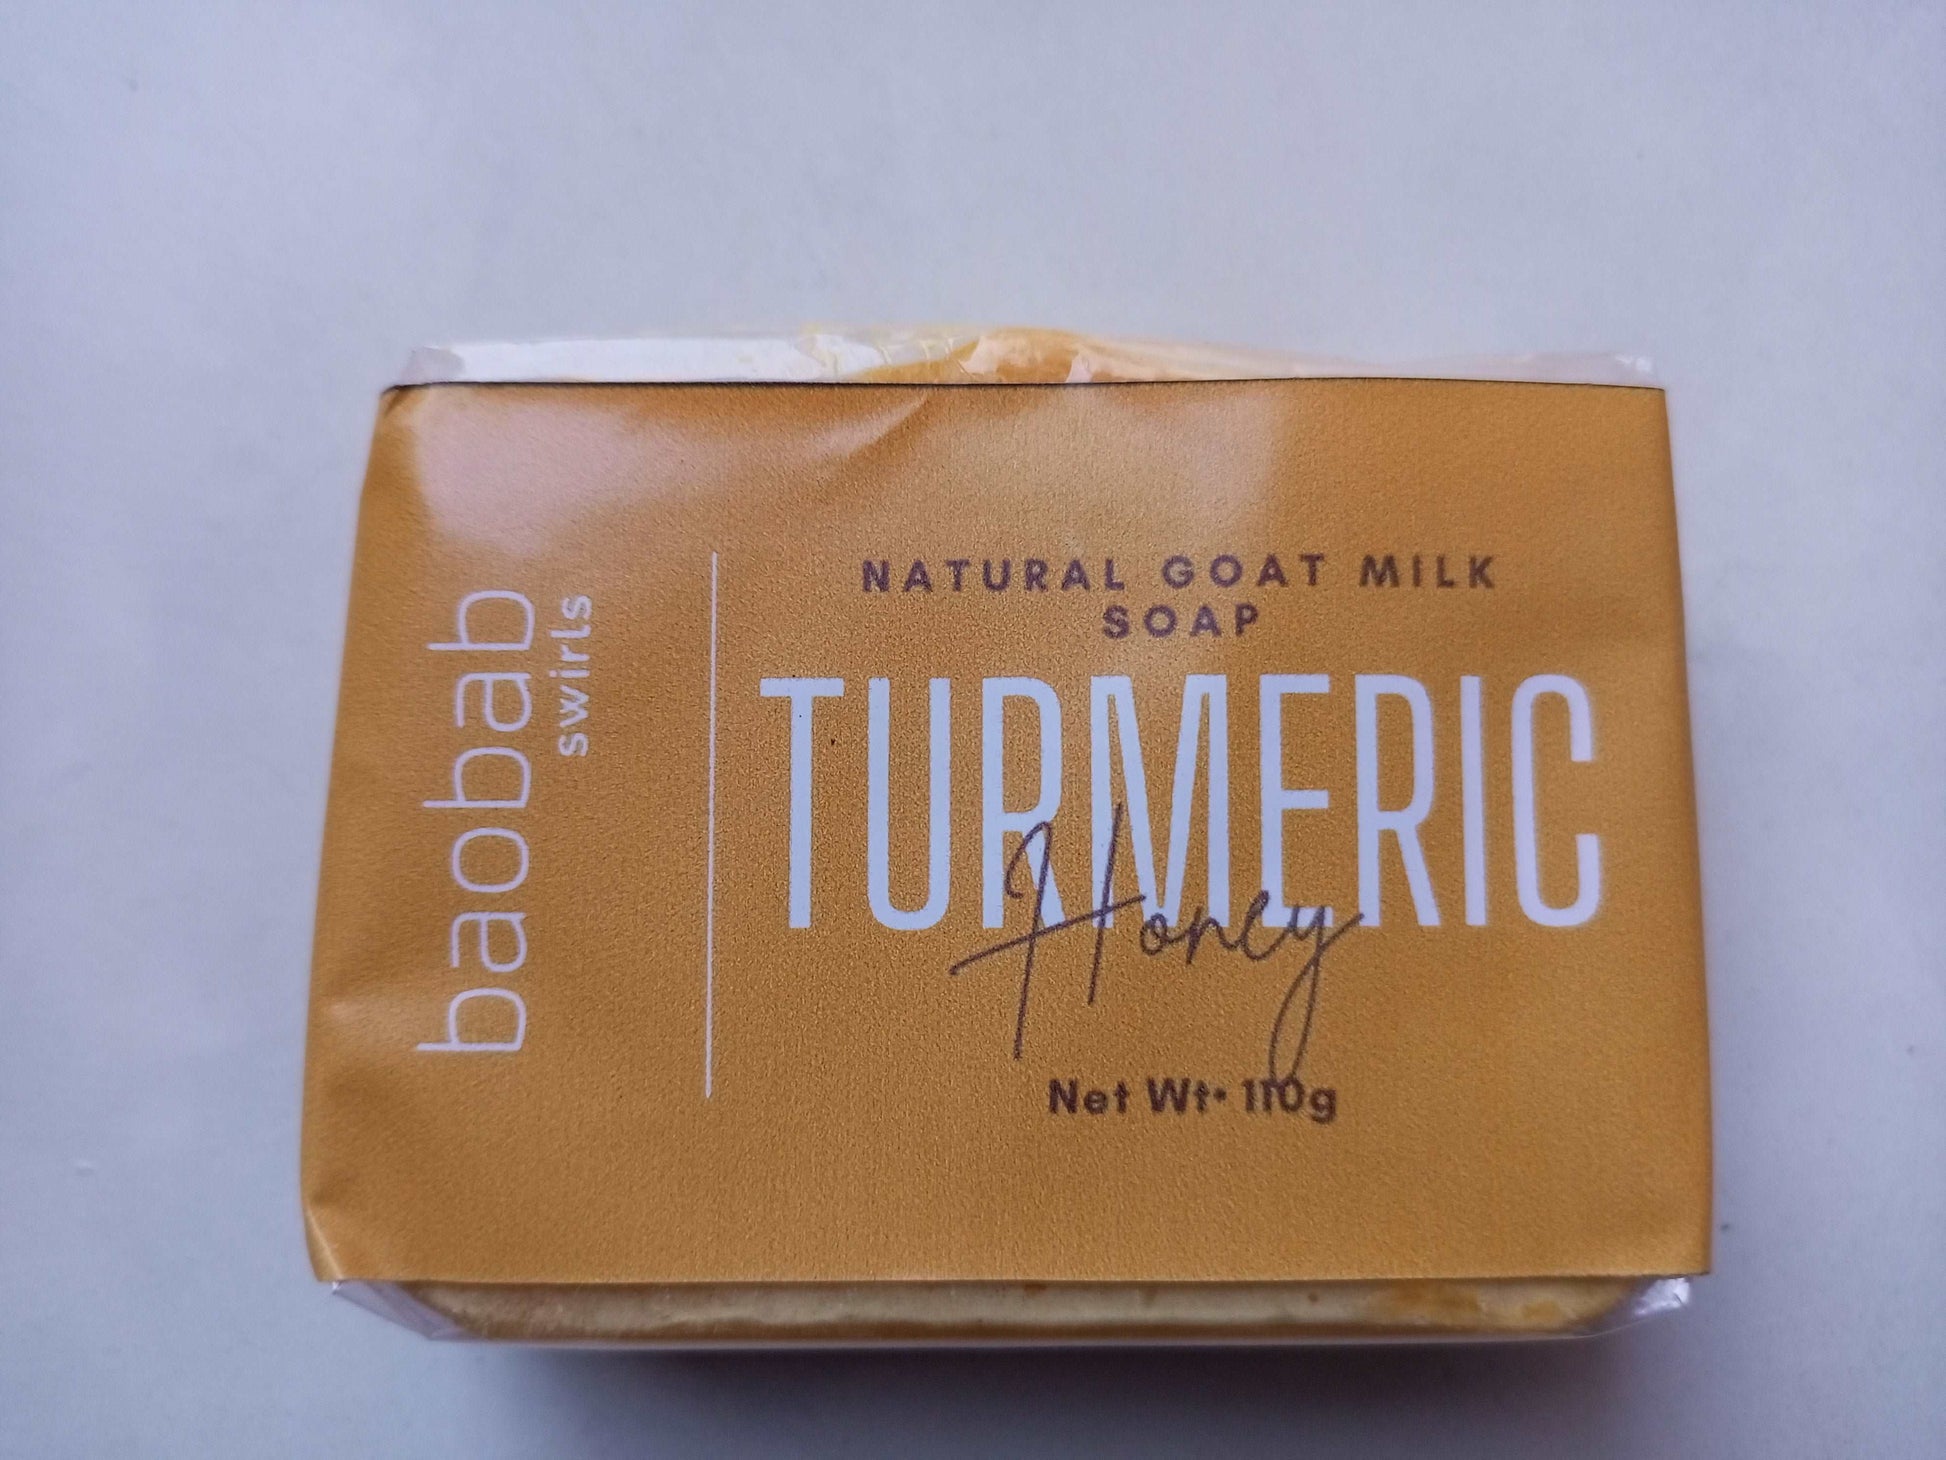 baobab
swirls
NATURAL GOAT MILK
SOAP
TURMERIC
Honey
Net Wt• 110g